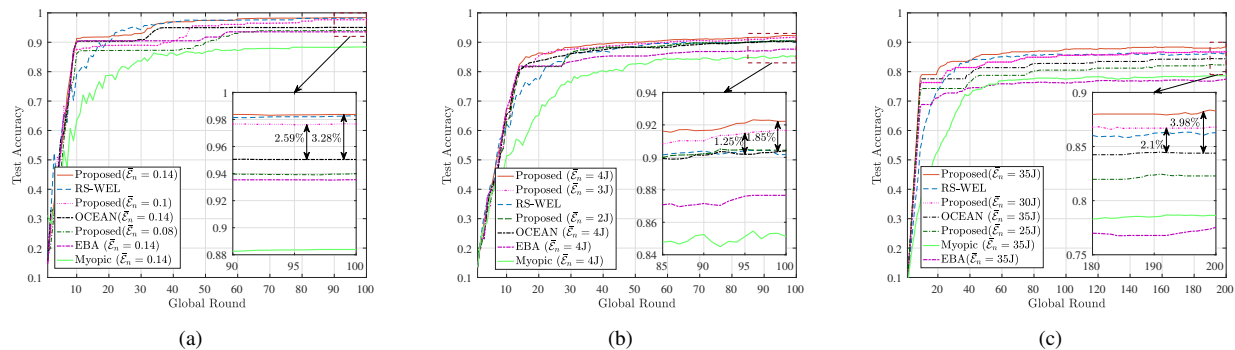 Test Accuracy
1
0.9
0.8
0.7
0.6
0.5
0.4
0.3
0.2
0.1
10 20 30 40 50 60 70 80 90 100
Global Round
Proposed(Ē_n = 0.14)
RS-WEL
Proposed(Ē_n = 0.1)
OCEAN(Ē_n = 0.14)
Proposed(Ē_n = 0.08)
EBA (Ē_n = 0.14)
Myopic (Ē_n = 0.14)
1
0.98
0.96
0.94
0.92
0.9
0.88
90 95 100
2.59% 3.28%
(a)
Test Accuracy
1
0.9
0.8
0.7
0.6
0.5
0.4
0.3
0.2
0.1
10 20 30 40 50 60 70 80 90 100
Global Round
Proposed (Ē_n = 4J)
Proposed (Ē_n = 3J)
RS-WEL
Proposed (Ē_n = 2J)
OCEAN (Ē_n = 4J)
EBA (Ē_n = 4J)
Myopic (Ē_n = 4J)
0.94
0.92
0.9
0.88
0.86
0.84
85 90 95 100
1.25% 1.85%
(b)
Test Accuracy
1
0.9
0.8
0.7
0.6
0.5
0.4
0.3
0.2
0.1
20 40 60 80 100 120 140 160 180 200
Global Round
Proposed(Ē_n = 35J)
RS-WEL
Proposed(Ē_n = 30J)
OCEAN (Ē_n = 35J)
Proposed(Ē_n = 25J)
Myopic (Ē_n = 35J)
EBA(Ē_n = 35J)
0.9
0.85
0.8
0.75
180 190 200
3.98%
2.1%
(c)